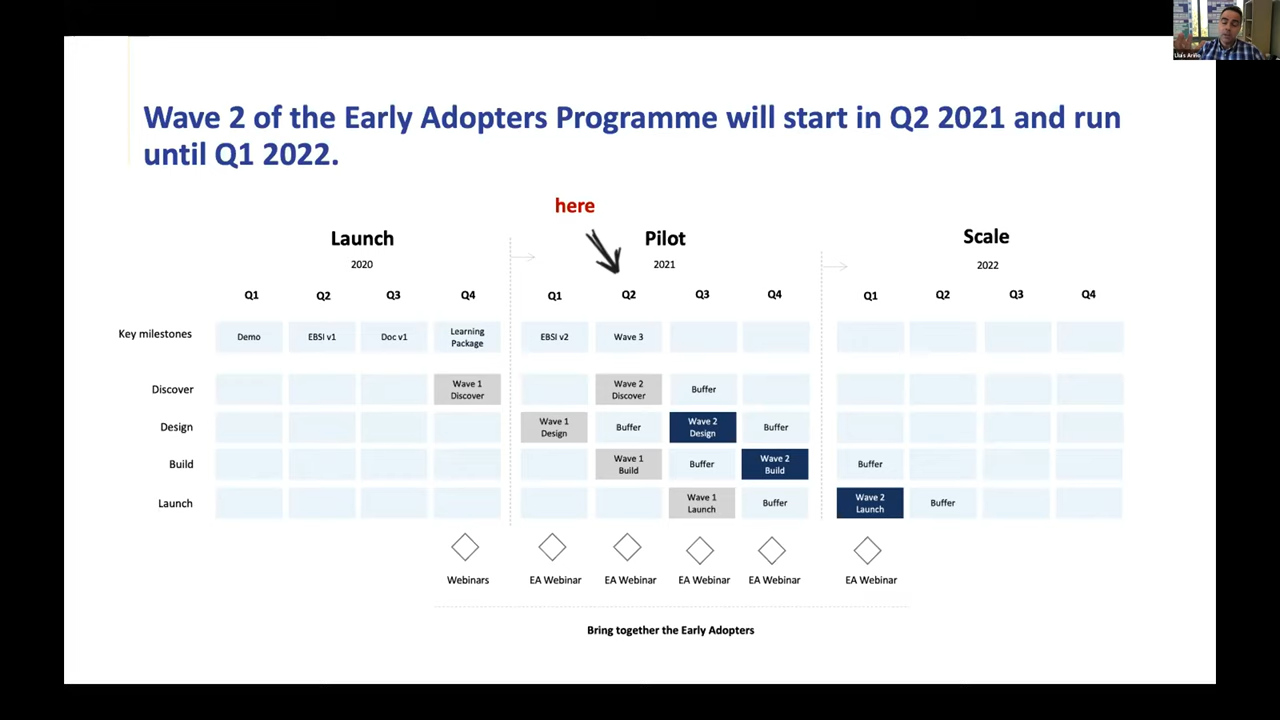 Wave 2 of the Early Adopters Programme will start in Q2 2021 and run
until Q1 2022.
here
Launch
Pilot
Scale
2020
2021
2022
Q1 Q2 Q3 Q4 Q1 Q2 Q3 Q4 Q1 Q2 Q3 Q4
Key milestones
Demo
EBSI v1
Doc v1
Learning
Package
EBSI v2
Wave 3
Discover
Wave 1
Discover
Wave 2
Discover
Buffer
Design
Wave 1
Design
Buffer
Wave 2
Design
Buffer
Build
Wave 1
Build
Buffer
Wave 2
Build
Buffer
Launch
Wave 1
Launch
Buffer
Wave 2
Launch
Buffer
Webinars
EA Webinar
EA Webinar
EA Webinar
EA Webinar
EA Webinar
Bring together the Early Adopters